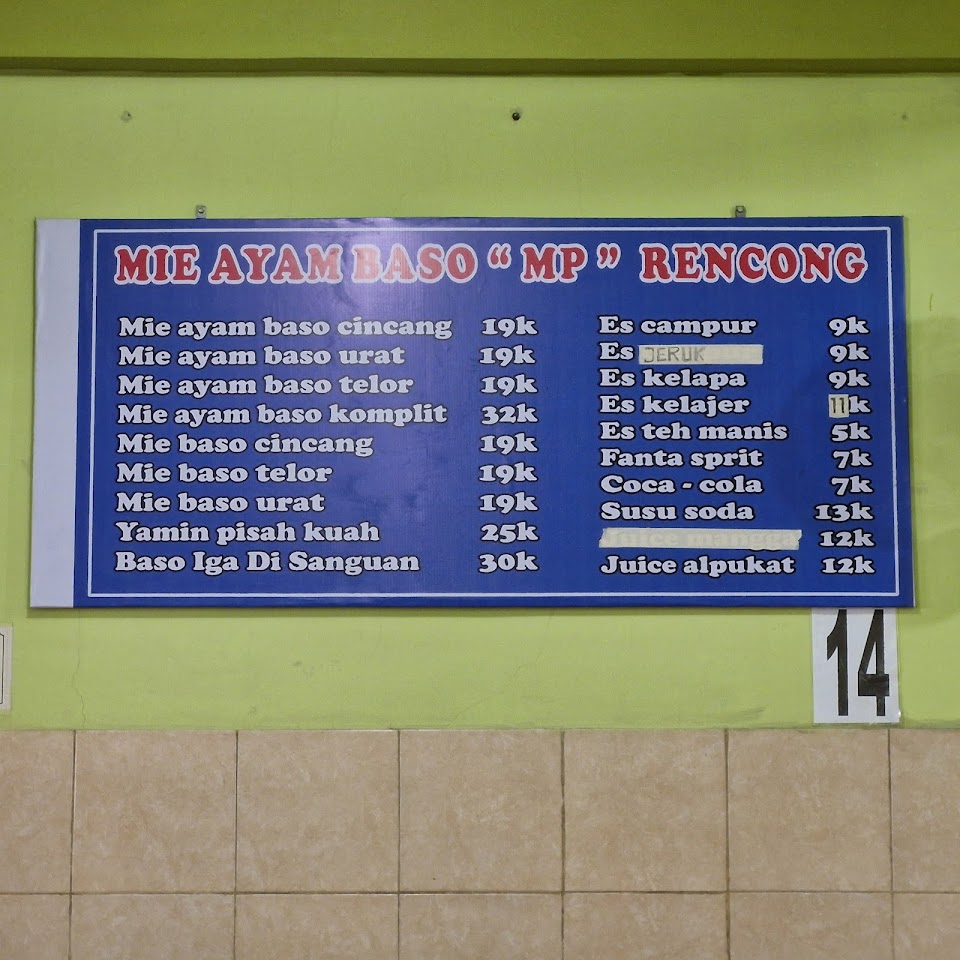 MIE AYAM BASO “ MP ” RENCONG
Mie ayam baso cincang 19k
Mie ayam baso urat 19k
Mie ayam baso telor 19k
Mie ayam baso komplit 32k
Mie baso cincang 19k
Mie baso telor 19k
Mie baso urat 19k
Yamin pisah kuah 25k
Baso Iga Di Sanguan 30k
Es campur 9k
Es JERUK 9k
Es kelapa 9k
Es kelajer 11k
Es teh manis 5k
Fanta sprit 7k
Coca - cola 7k
Susu soda 13k
Juice mangga 12k
Juice alpukat 12k
14